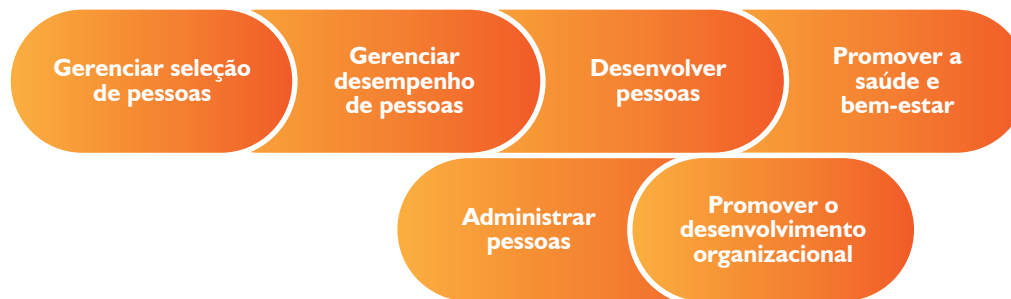 Gerenciar seleção
de pessoas
Gerenciar
desempenho
de pessoas
Desenvolver
pessoas
Promover a
saúde e
bem-estar
Administrar
pessoas
Promover o
desenvolvimento
organizacional